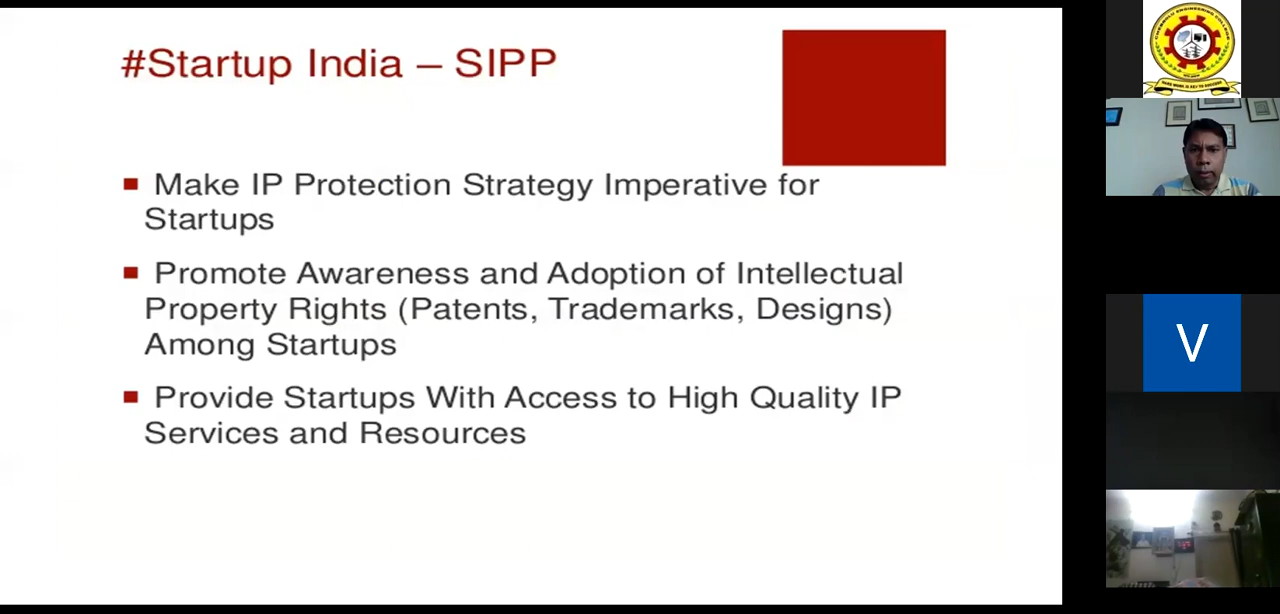 #Startup India – SIPP
Make IP Protection Strategy Imperative for
Startups
Promote Awareness and Adoption of Intellectual
Property Rights (Patents, Trademarks, Designs)
Among Startups
Provide Startups With Access to High Quality IP
Services and Resources
V